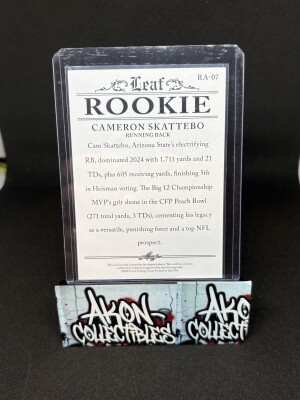 RA-07
Leaf
ROOKIE
CAMERON SKATTEBO
RUNNING BACK
Cam Skattebo, Arizona State's electrifying
RB, dominated 2024 with 1,711 yards and 21
TDs, plus 605 receiving yards, finishing 5th
in Heisman voting. The Big 12 Championship
MVP's grit shone in the CFP Peach Bowl
(271 total yards, 3 TDs), cementing his legacy
as a versatile, punishing force and a top NFL
prospect.
Leaf
AKON AKO
COLLECTIBLES COLLECTI